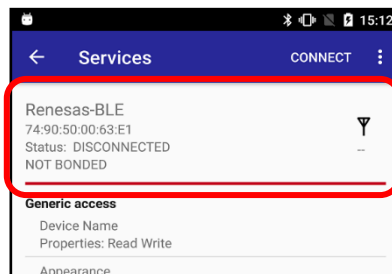 15:12
← Services CONNECT
Renesas-BLE
74:90:50:00:63:E1
Status: DISCONNECTED --
NOT BONDED
Generic access
Device Name
Properties: Read Write
Appearance